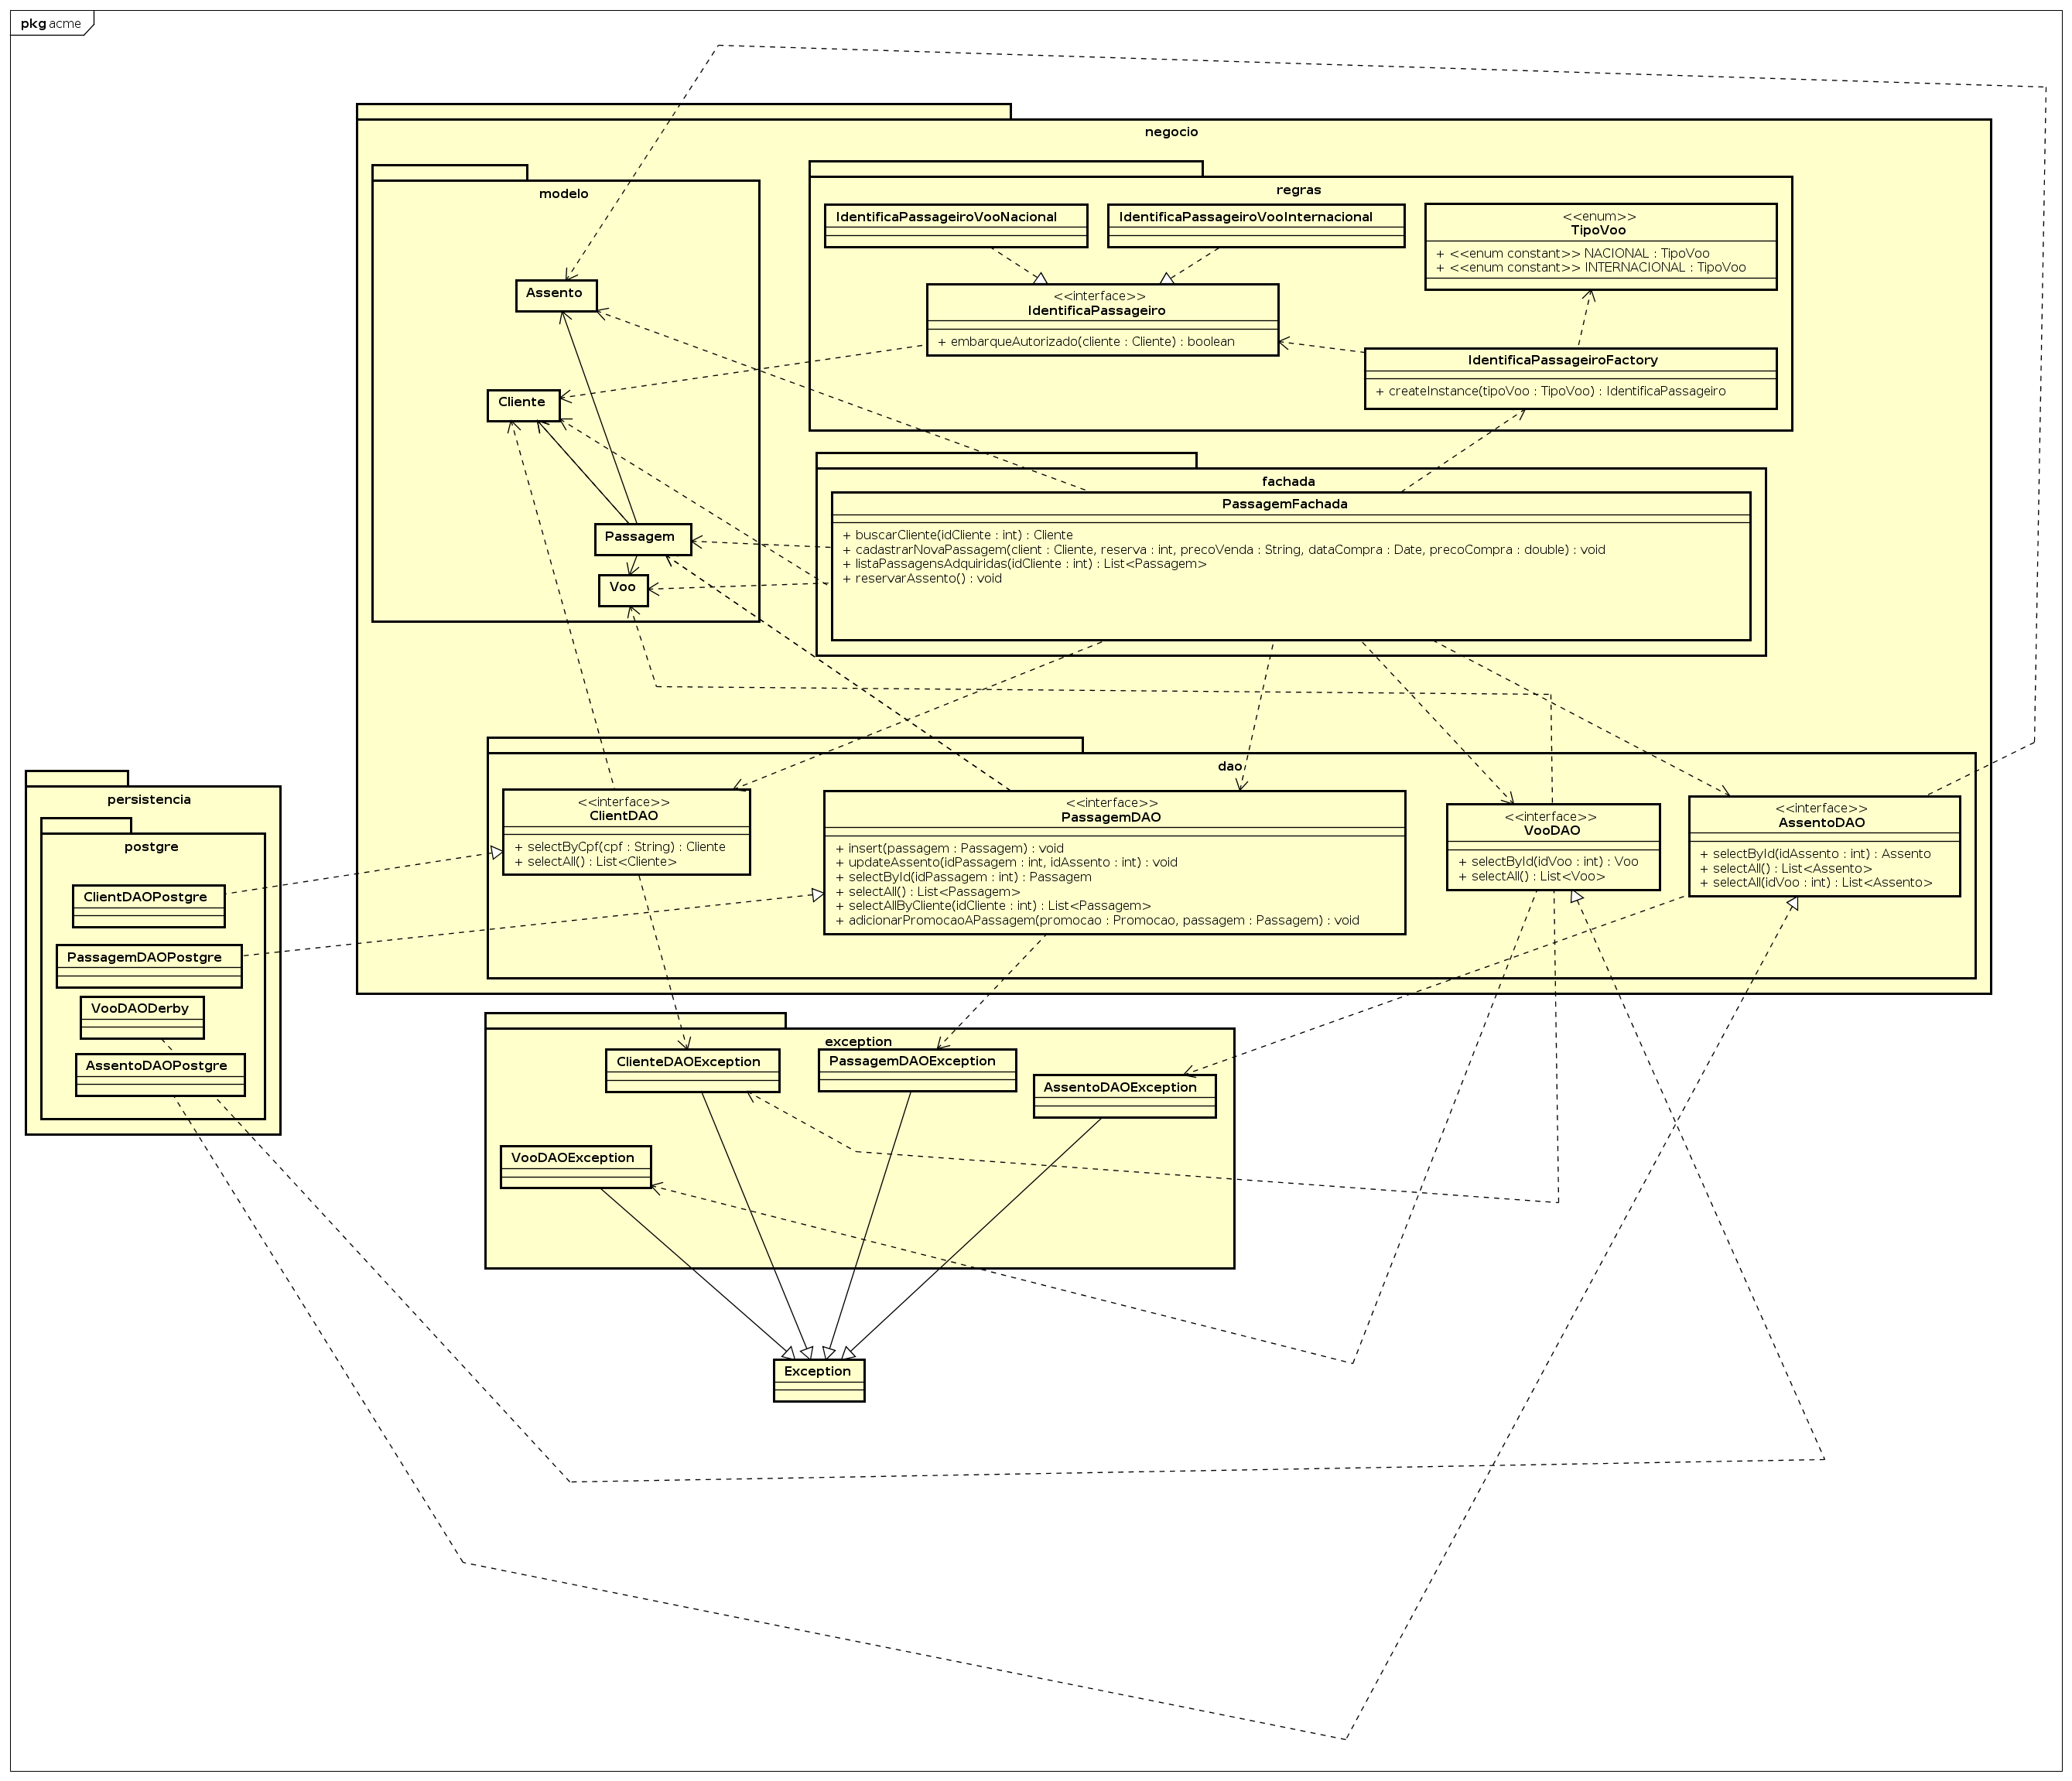 pkg acme
negocio
modelo
Assento
Cliente
Passagem
Voo
regras
IdentificaPassageiroVooNacional
IdentificaPassageiroVooInternacional
<<enum>>
TipoVoo
+ <<enum constant>> NACIONAL : TipoVoo
+ <<enum constant>> INTERNACIONAL : TipoVoo
<<interface>>
IdentificaPassageiro
+ embarqueAutorizado(cliente : Cliente) : boolean
IdentificaPassageiroFactory
+ createInstance(tipoVoo : TipoVoo) : IdentificaPassageiro
fachada
PassagemFachada
+ buscarCliente(idCliente : int) : Cliente
+ cadastrarNovaPassagem(client : Cliente, reserva : int, precoVenda : String, dataCompra : Date, precoCompra : double) : void
+ listaPassagensAdquiridas(idCliente : int) : List<Passagem>
+ reservarAssento() : void
dao
<<interface>>
ClientDAO
+ selectByCpf(cpf : String) : Cliente
+ selectAll() : List<Cliente>
<<interface>>
PassagemDAO
+ insert(passagem : Passagem) : void
+ updateAssento(idPassagem : int, idAssento : int) : void
+ selectById(idPassagem : int) : Passagem
+ selectAll() : List<Passagem>
+ selectAllByCliente(idCliente : int) : List<Passagem>
+ adicionarPromocaoAPassagem(promocao : Promocao, passagem : Passagem) : void
<<interface>>
VooDAO
+ selectById(idVoo : int) : Voo
+ selectAll() : List<Voo>
<<interface>>
AssentoDAO
+ selectById(idAssento : int) : Assento
+ selectAll() : List<Assento>
+ selectAll(idVoo : int) : List<Assento>
persistencia
postgre
ClientDAOPostgre
PassagemDAOPostgre
VooDAODerby
AssentoDAOPostgre
exception
ClienteDAOException
PassagemDAOException
AssentoDAOException
VooDAOException
Exception